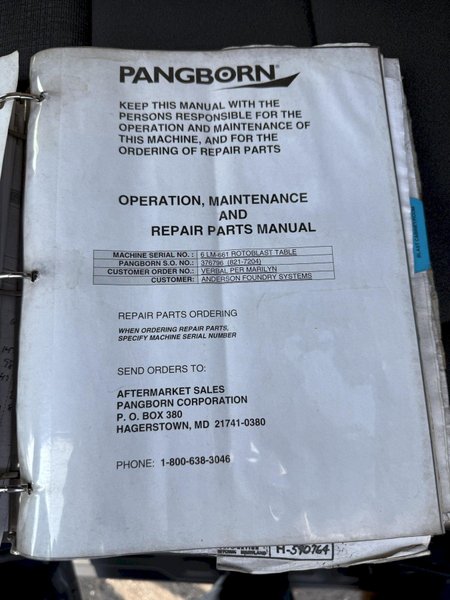 PANGBORN
KEEP THIS MANUAL WITH THE
PERSONS RESPONSIBLE FOR THE
OPERATION AND MAINTENANCE OF
THIS MACHINE, AND FOR THE
ORDERING OF REPAIR PARTS
OPERATION, MAINTENANCE
AND
REPAIR PARTS MANUAL
MACHINE SERIAL NO. : 6 LM-661 ROTOBLAST TABLE
PANGBORN S.O. NO.: 376796 (821-7204)
CUSTOMER ORDER NO.: VERBAL PER MARILYN
CUSTOMER: ANDERSON FOUNDRY SYSTEMS
REPAIR PARTS ORDERING
WHEN ORDERING REPAIR PARTS,
SPECIFY MACHINE SERIAL NUMBER
SEND ORDERS TO:
AFTERMARKET SALES
PANGBORN CORPORATION
P. O. BOX 380
HAGERSTOWN, MD 21741-0380
PHONE: 1-800-638-3046
H-590764